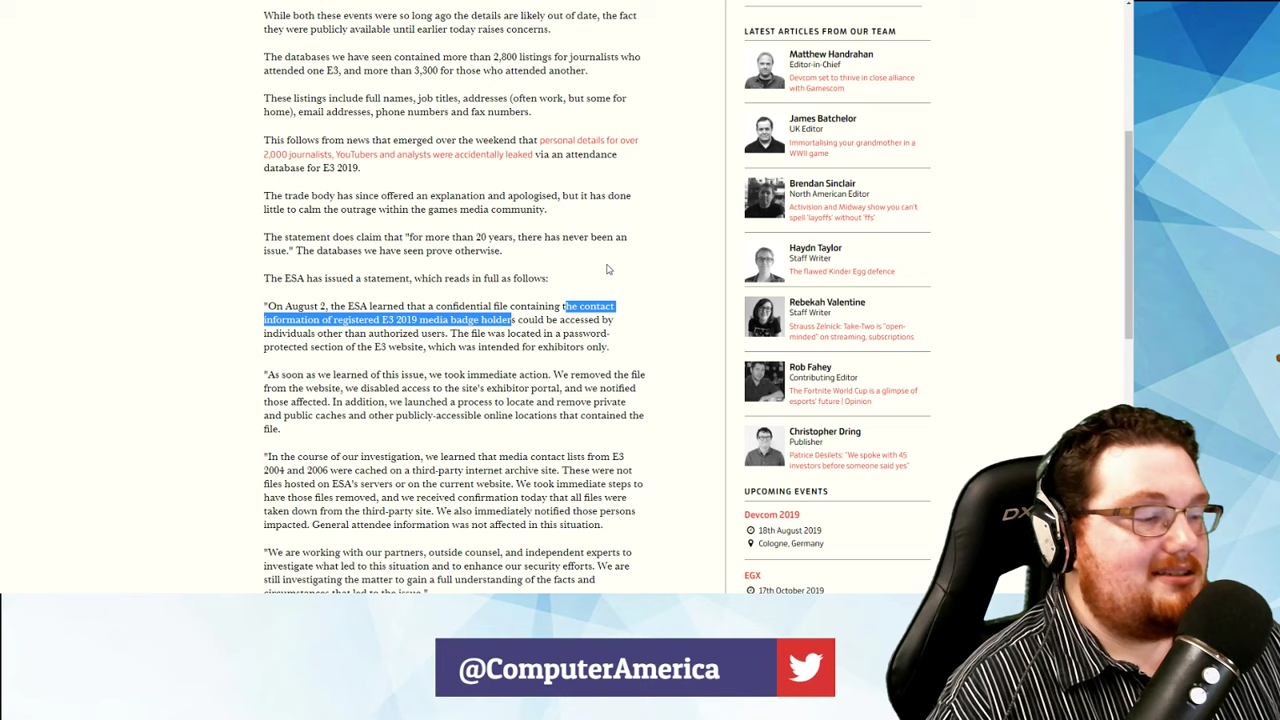 While both these events were so long ago the details are likely out of date, the fact
they were publicly available until earlier today raises concerns.
The databases we have seen contained more than 2,800 listings for journalists who
attended one E3, and more than 3,300 for those who attended another.
These listings include full names, job titles, addresses (often work, but some for
home), email addresses, phone numbers and fax numbers.
This follows from news that emerged over the weekend that personal details for over
2,000 journalists, YouTubers and analysts were accidentally leaked via an attendance
database for E3 2019.
The trade body has since offered an explanation and apologised, but it has done
little to calm the outrage within the games media community.
The statement does claim that "for more than 20 years, there has never been an
issue." The databases we have seen prove otherwise.
The ESA has issued a statement, which reads in full as follows:
"On August 2, the ESA learned that a confidential file containing the contact
information of registered E3 2019 media badge holders could be accessed by
individuals other than authorized users. The file was located in a password-
protected section of the E3 website, which was intended for exhibitors only.
"As soon as we learned of this issue, we took immediate action. We removed the file
from the website, we disabled access to the site's exhibitor portal, and we notified
those affected. In addition, we launched a process to locate and remove private
and public caches and other publicly-accessible online locations that contained the
file.
"In the course of our investigation, we learned that media contact lists from E3
2004 and 2006 were cached on a third-party internet archive site. These were not
files hosted on ESA's servers or on the current website. We took immediate steps to
have those files removed, and we received confirmation today that all files were
taken down from the third-party site. We also immediately notified those persons
impacted. General attendee information was not affected in this situation.
"We are working with our partners, outside counsel, and independent experts to
investigate what led to this situation and to enhance our security efforts. We are
still investigating the matter to gain a full understanding of the facts and
circumstances that led to the issue."
LATEST ARTICLES FROM OUR TEAM
Matthew Handrahan
Editor-in-Chief
Devcom set to thrive in close alliance
with Gamescom
James Batchelor
UK Editor
Immortalising your grandmother in a
WWII game
Brendan Sinclair
North American Editor
Activision and Midway show you can't
spell 'layoffs' without 'ffs'
Haydn Taylor
Staff Writer
The flawed Kinder Egg defence
Rebekah Valentine
Staff Writer
Strauss Zelnick: Take-Two is "open-
minded" on streaming, subscriptions
Rob Fahey
Contributing Editor
The Fortnite World Cup is a glimpse of
esports' future | Opinion
Christopher Dring
Publisher
Patrice Désilets: "We spoke with 45
investors before someone said yes"
UPCOMING EVENTS
Devcom 2019
18th August 2019
Cologne, Germany
EGX
17th October 2019
DX
@ComputerAmerica